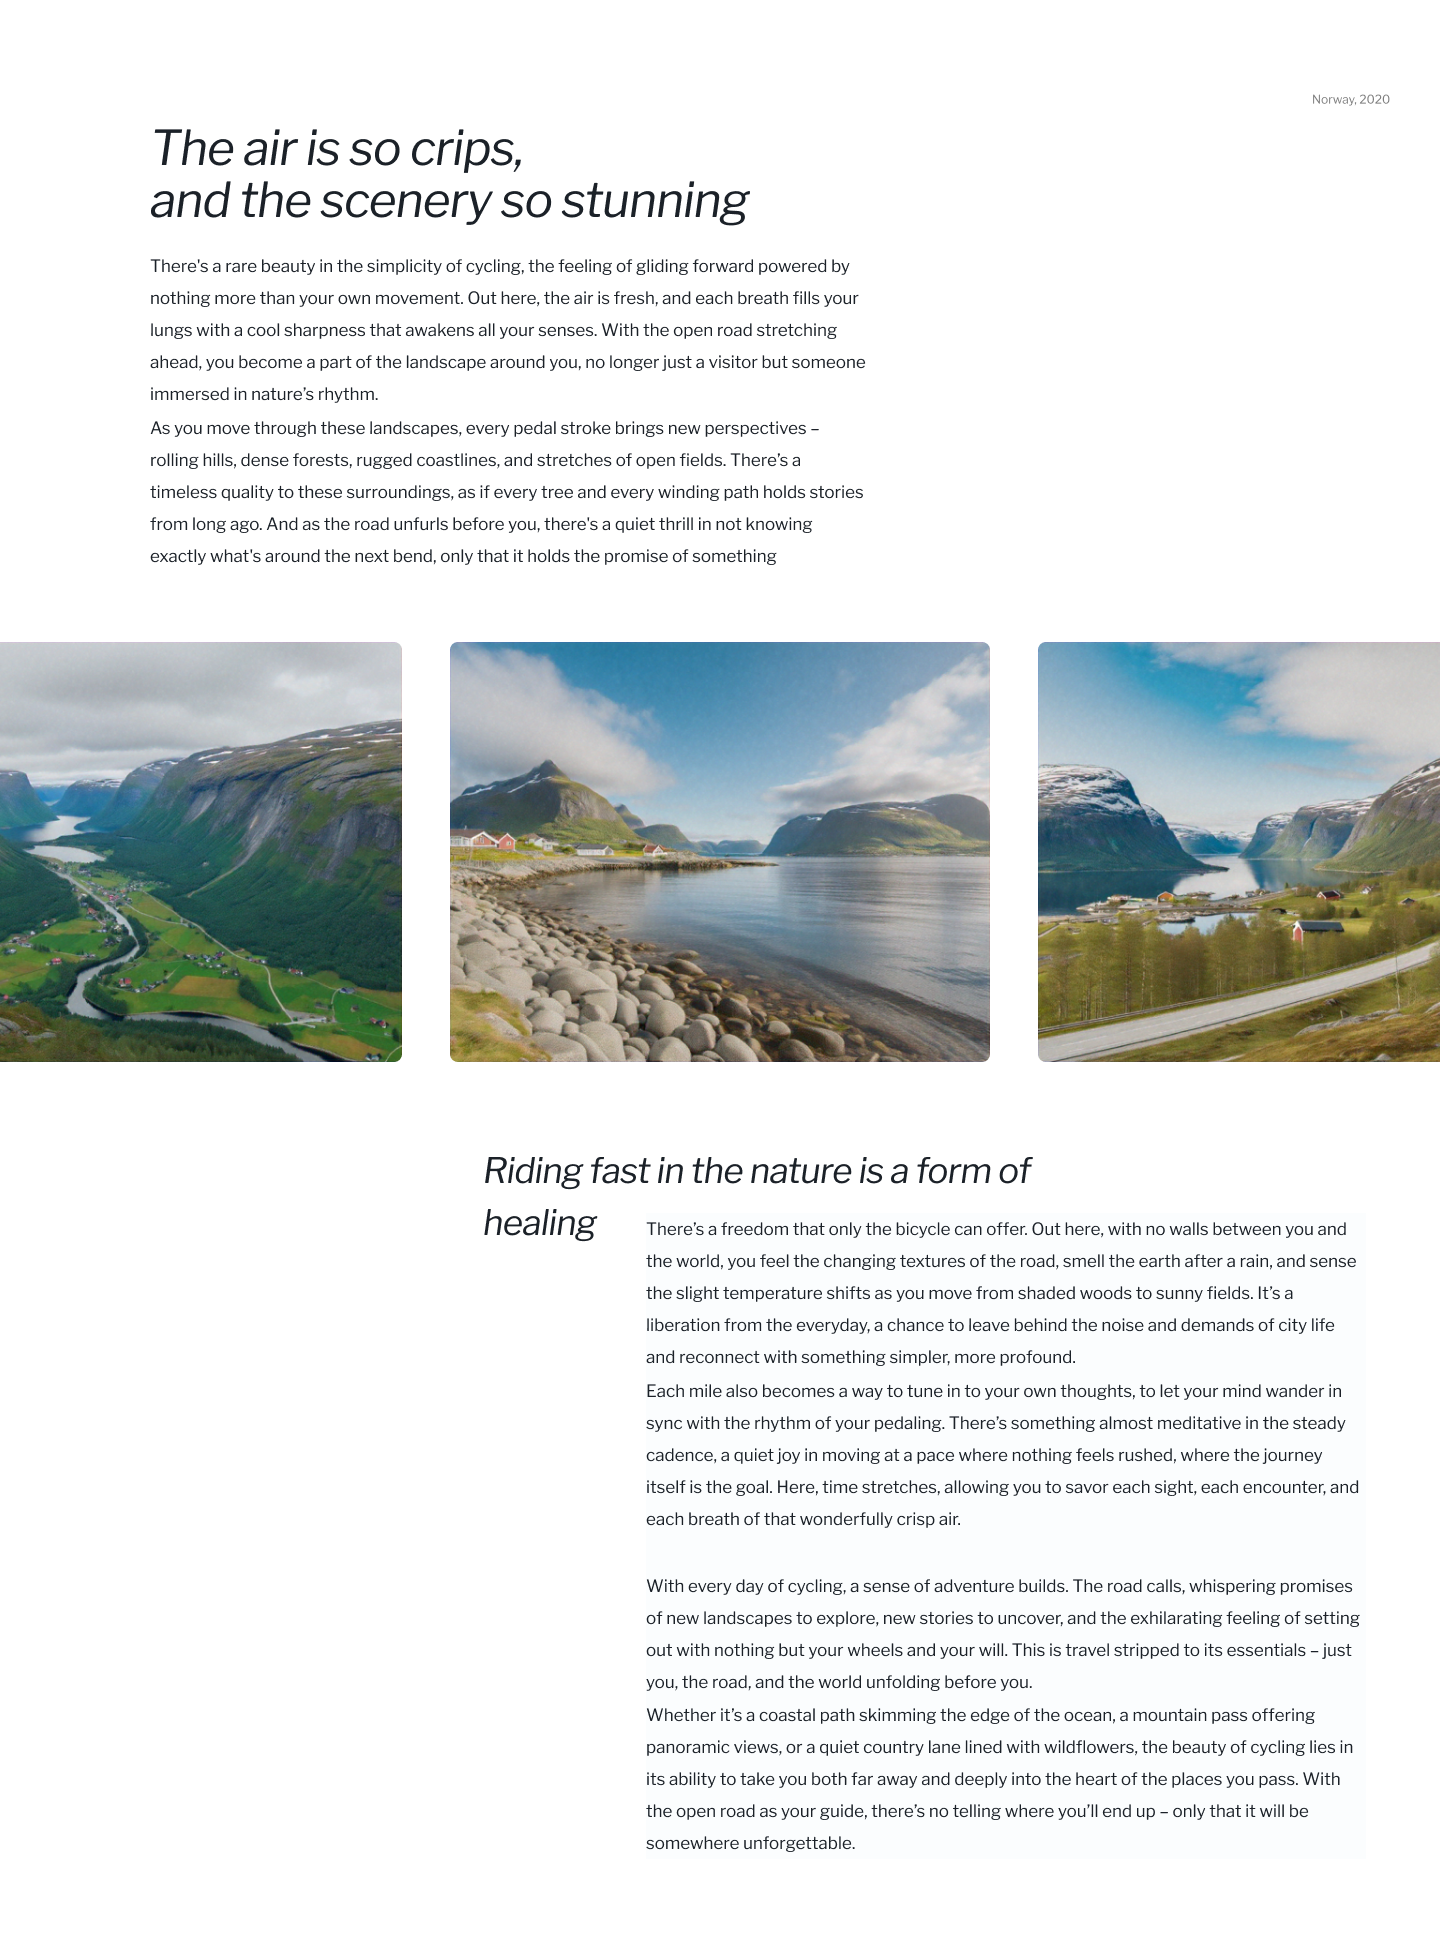 Norway, 2020
The air is so crips,
and the scenery so stunning
There's a rare beauty in the simplicity of cycling, the feeling of gliding forward powered by
nothing more than your own movement. Out here, the air is fresh, and each breath fills your
lungs with a cool sharpness that awakens all your senses. With the open road stretching
ahead, you become a part of the landscape around you, no longer just a visitor but someone
immersed in nature’s rhythm.
As you move through these landscapes, every pedal stroke brings new perspectives –
rolling hills, dense forests, rugged coastlines, and stretches of open fields. There’s a
timeless quality to these surroundings, as if every tree and every winding path holds stories
from long ago. And as the road unfurls before you, there's a quiet thrill in not knowing
exactly what's around the next bend, only that it holds the promise of something
Riding fast in the nature is a form of
healing
There’s a freedom that only the bicycle can offer. Out here, with no walls between you and
the world, you feel the changing textures of the road, smell the earth after a rain, and sense
the slight temperature shifts as you move from shaded woods to sunny fields. It’s a
liberation from the everyday, a chance to leave behind the noise and demands of city life
and reconnect with something simpler, more profound.
Each mile also becomes a way to tune in to your own thoughts, to let your mind wander in
sync with the rhythm of your pedaling. There’s something almost meditative in the steady
cadence, a quiet joy in moving at a pace where nothing feels rushed, where the journey
itself is the goal. Here, time stretches, allowing you to savor each sight, each encounter, and
each breath of that wonderfully crisp air.
With every day of cycling, a sense of adventure builds. The road calls, whispering promises
of new landscapes to explore, new stories to uncover, and the exhilarating feeling of setting
out with nothing but your wheels and your will. This is travel stripped to its essentials – just
you, the road, and the world unfolding before you.
Whether it’s a coastal path skimming the edge of the ocean, a mountain pass offering
panoramic views, or a quiet country lane lined with wildflowers, the beauty of cycling lies in
its ability to take you both far away and deeply into the heart of the places you pass. With
the open road as your guide, there’s no telling where you’ll end up – only that it will be
somewhere unforgettable.